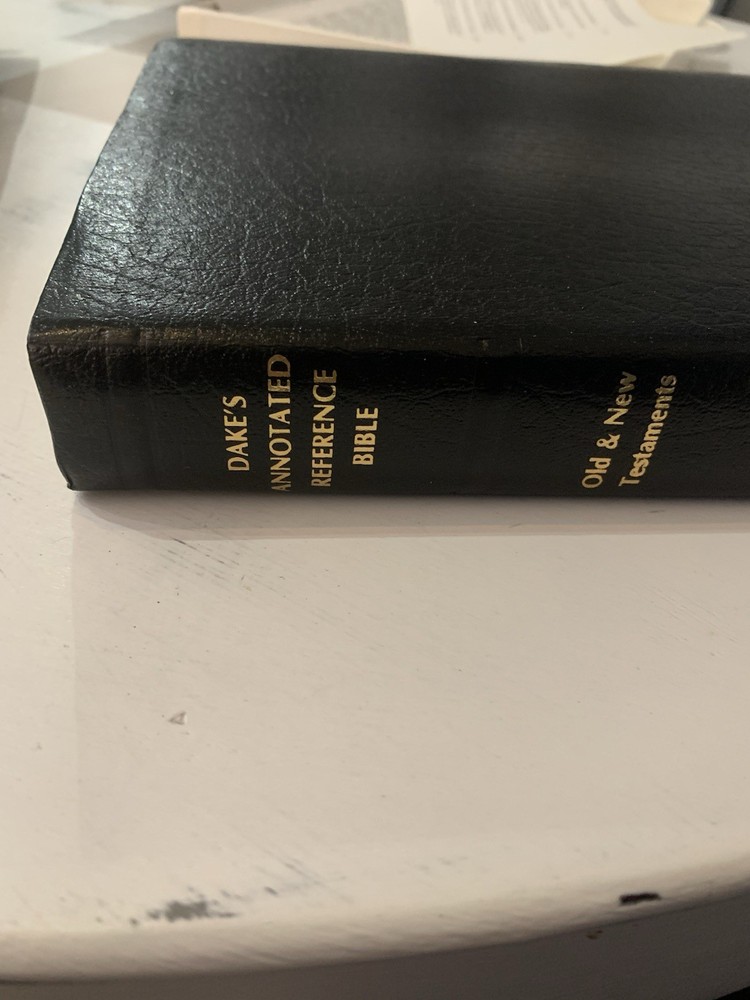 DAKE'S
ANNOTATED
REFERENCE
BIBLE
Old & New
Testaments